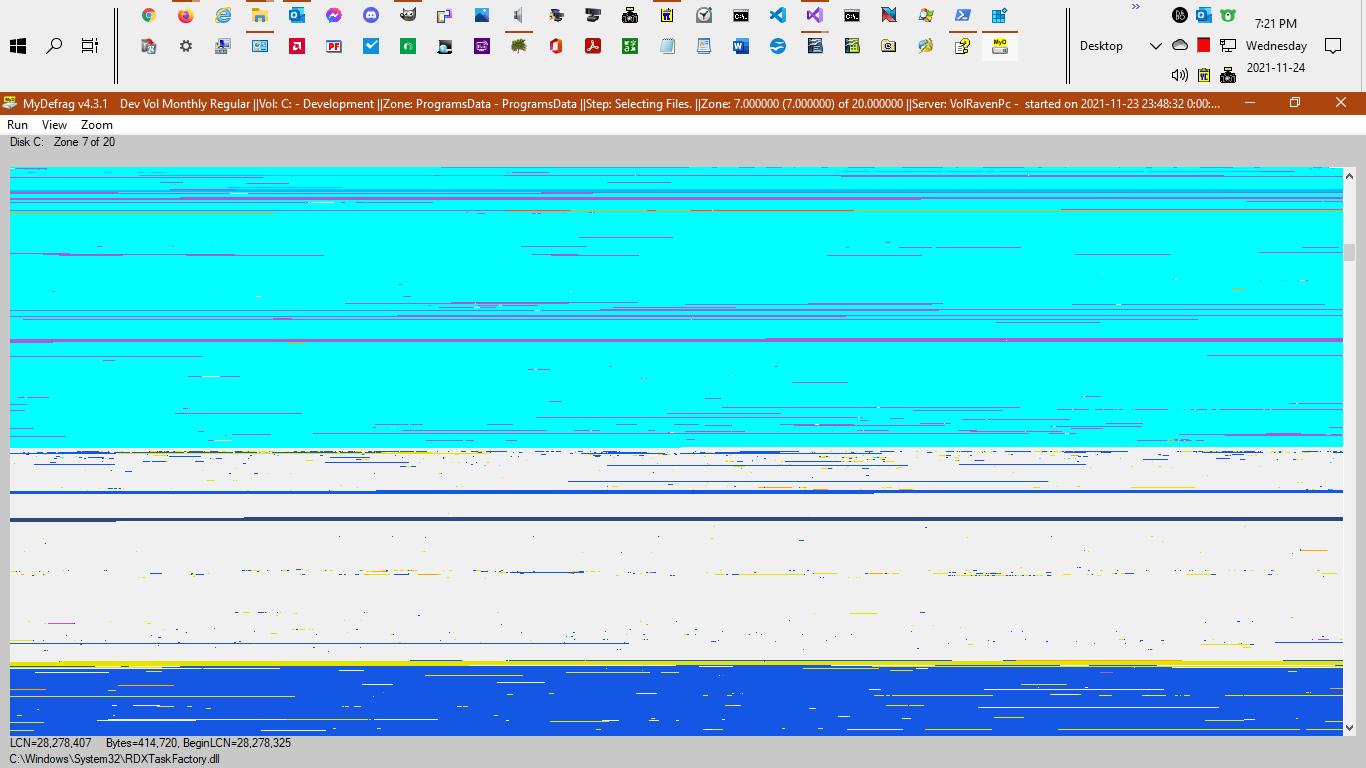 7:21 PM
Desktop
Wednesday
2021-11-24
MyDefrag v4.3.1 Dev Vol Monthly Regular ||Vol: C: - Development ||Zone: ProgramsData - ProgramsData ||Step: Selecting Files. ||Zone: 7.000000 (7.000000) of 20.000000 ||Server: VolRavenPc - started on 2021-11-23 23:48:32 0:00:...
Run View Zoom
Disk C: Zone 7 of 20
LCN=28,278,407 Bytes=414,720, BeginLCN=28,278,325
C:\Windows\System32\RDXTaskFactory.dll